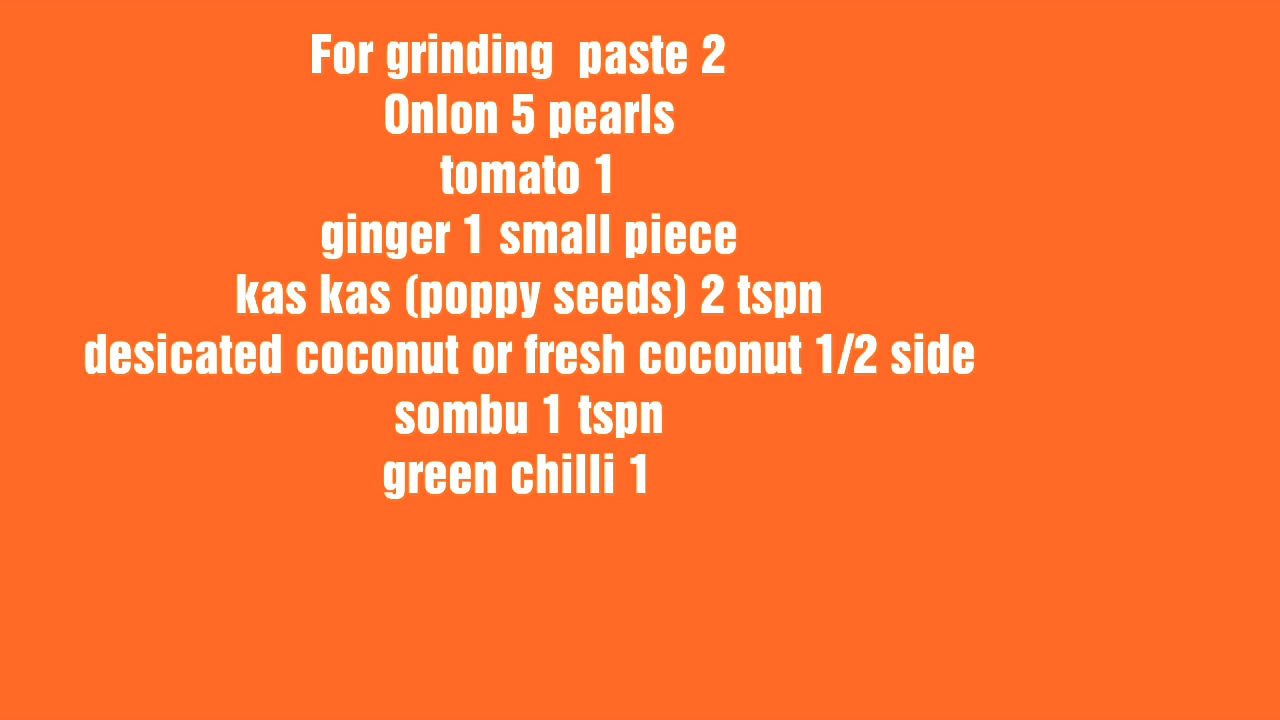 For grinding paste 2
Onlon 5 pearls
tomato 1
ginger 1 small piece
kas kas (poppy seeds) 2 tspn
desicated coconut or fresh coconut 1/2 side
sombu 1 tspn
green chilli 1